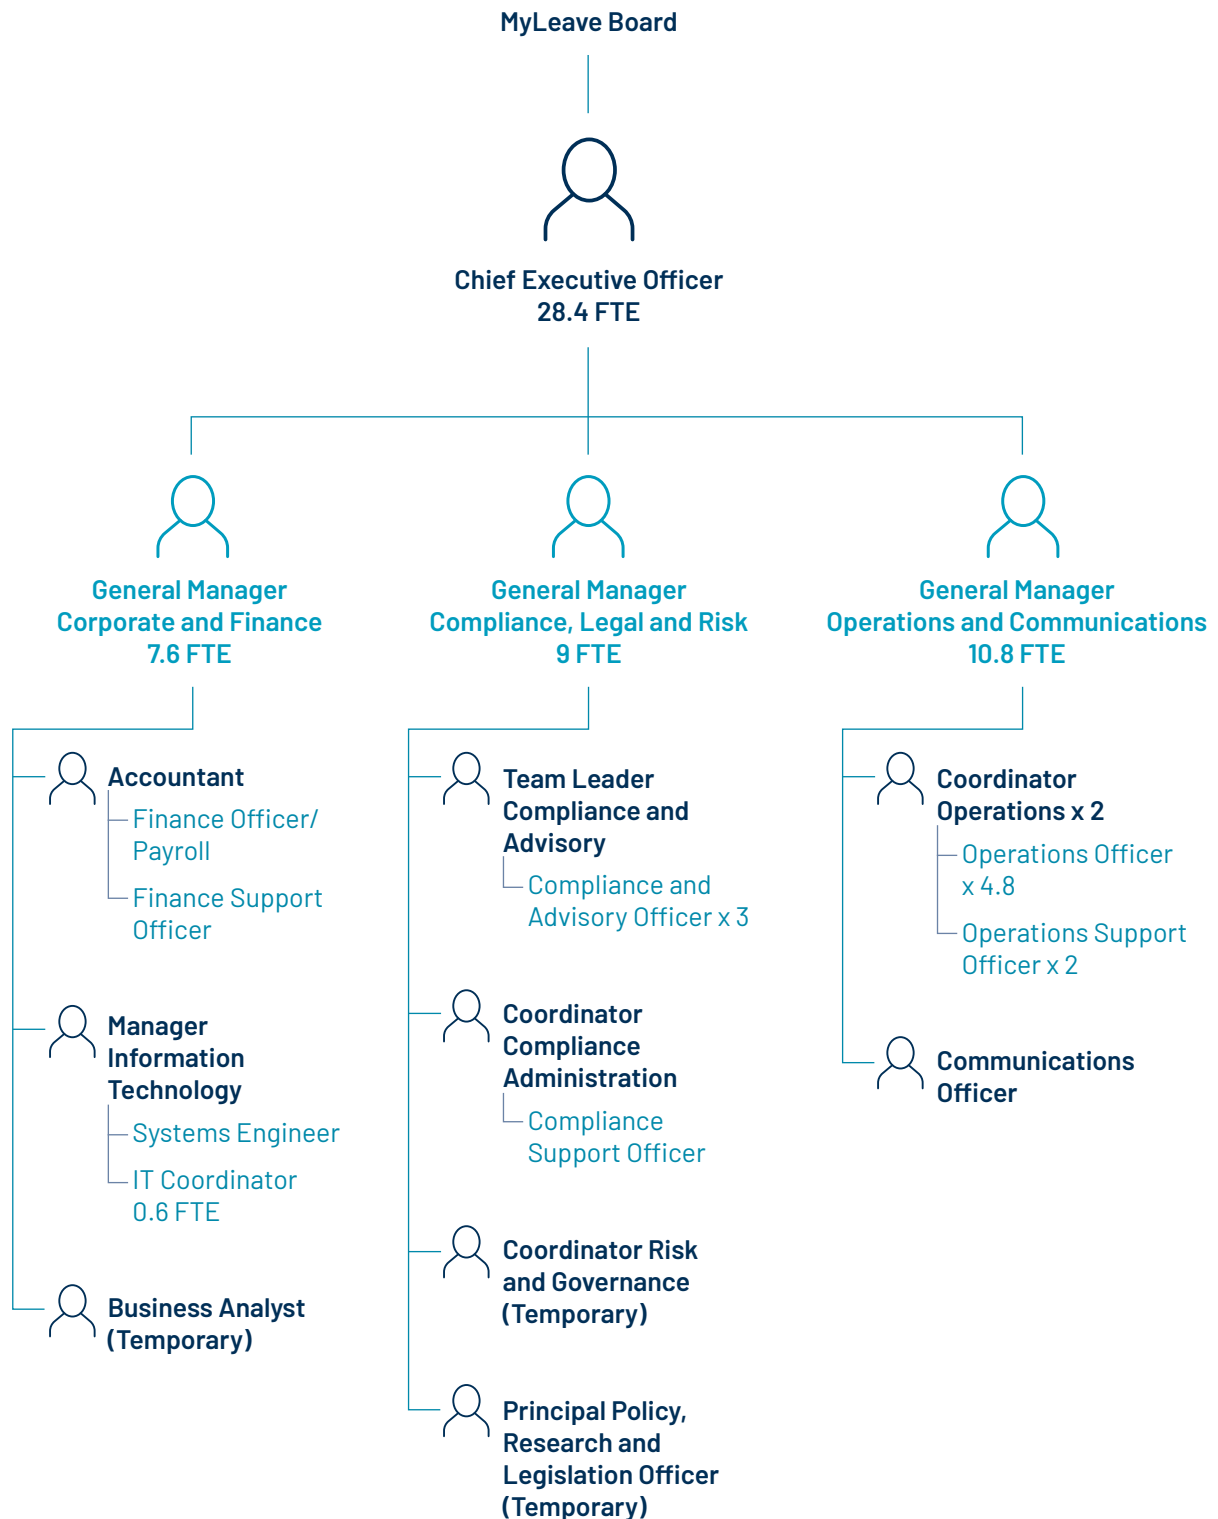 MyLeave Board
Chief Executive Officer
28.4 FTE
General Manager
Corporate and Finance
7.6 FTE
General Manager
Compliance, Legal and Risk
9 FTE
General Manager
Operations and Communications
10.8 FTE
Accountant
Finance Officer/
Payroll
Finance Support
Officer
Manager
Information
Technology
Systems Engineer
IT Coordinator
0.6 FTE
Business Analyst
(Temporary)
Team Leader
Compliance and
Advisory
Compliance and
Advisory Officer x 3
Coordinator
Compliance
Administration
Compliance
Support Officer
Coordinator Risk
and Governance
(Temporary)
Principal Policy,
Research and
Legislation Officer
(Temporary)
Coordinator
Operations x 2
Operations Officer
x 4.8
Operations Support
Officer x 2
Communications
Officer